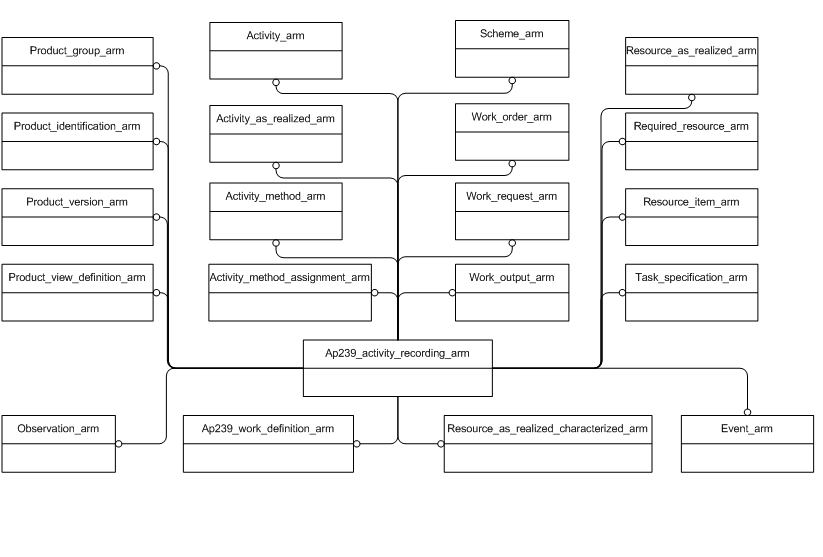 Activity_arm
Scheme_arm
Product_group_arm
Resource_as_realized_arm
Activity_as_realized_arm
Work_order_arm
Product_identification_arm
Required_resource_arm
Activity_method_arm
Work_request_arm
Product_version_arm
Resource_item_arm
Product_view_definition_arm
Activity_method_assignment_arm
Work_output_arm
Task_specification_arm
Ap239_activity_recording_arm
Observation_arm
Ap239_work_definition_arm
Resource_as_realized_characterized_arm
Event_arm